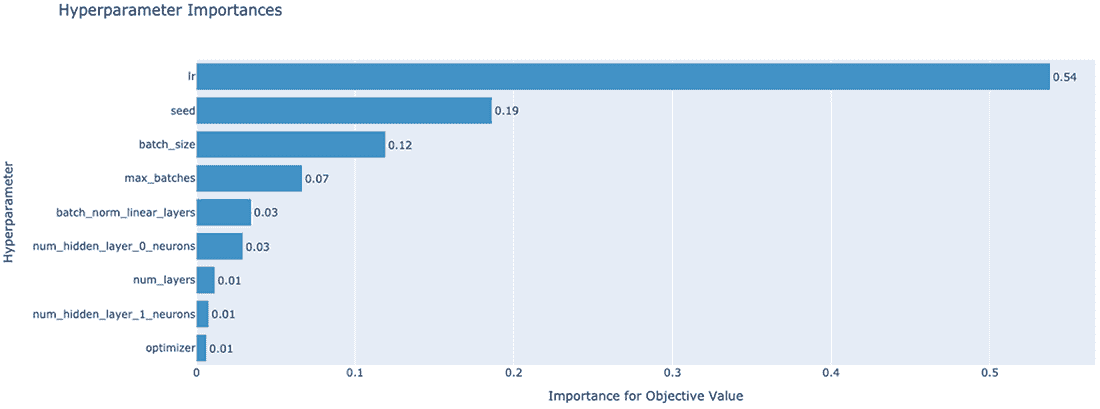 Hyperparameter Importances
Hyperparameter
lr 0.54
seed 0.19
batch_size 0.12
max_batches 0.07
batch_norm_linear_layers 0.03
num_hidden_layer_0_neurons 0.03
num_layers 0.01
num_hidden_layer_1_neurons 0.01
optimizer 0.01
0 0.1 0.2 0.3 0.4 0.5
Importance for Objective Value